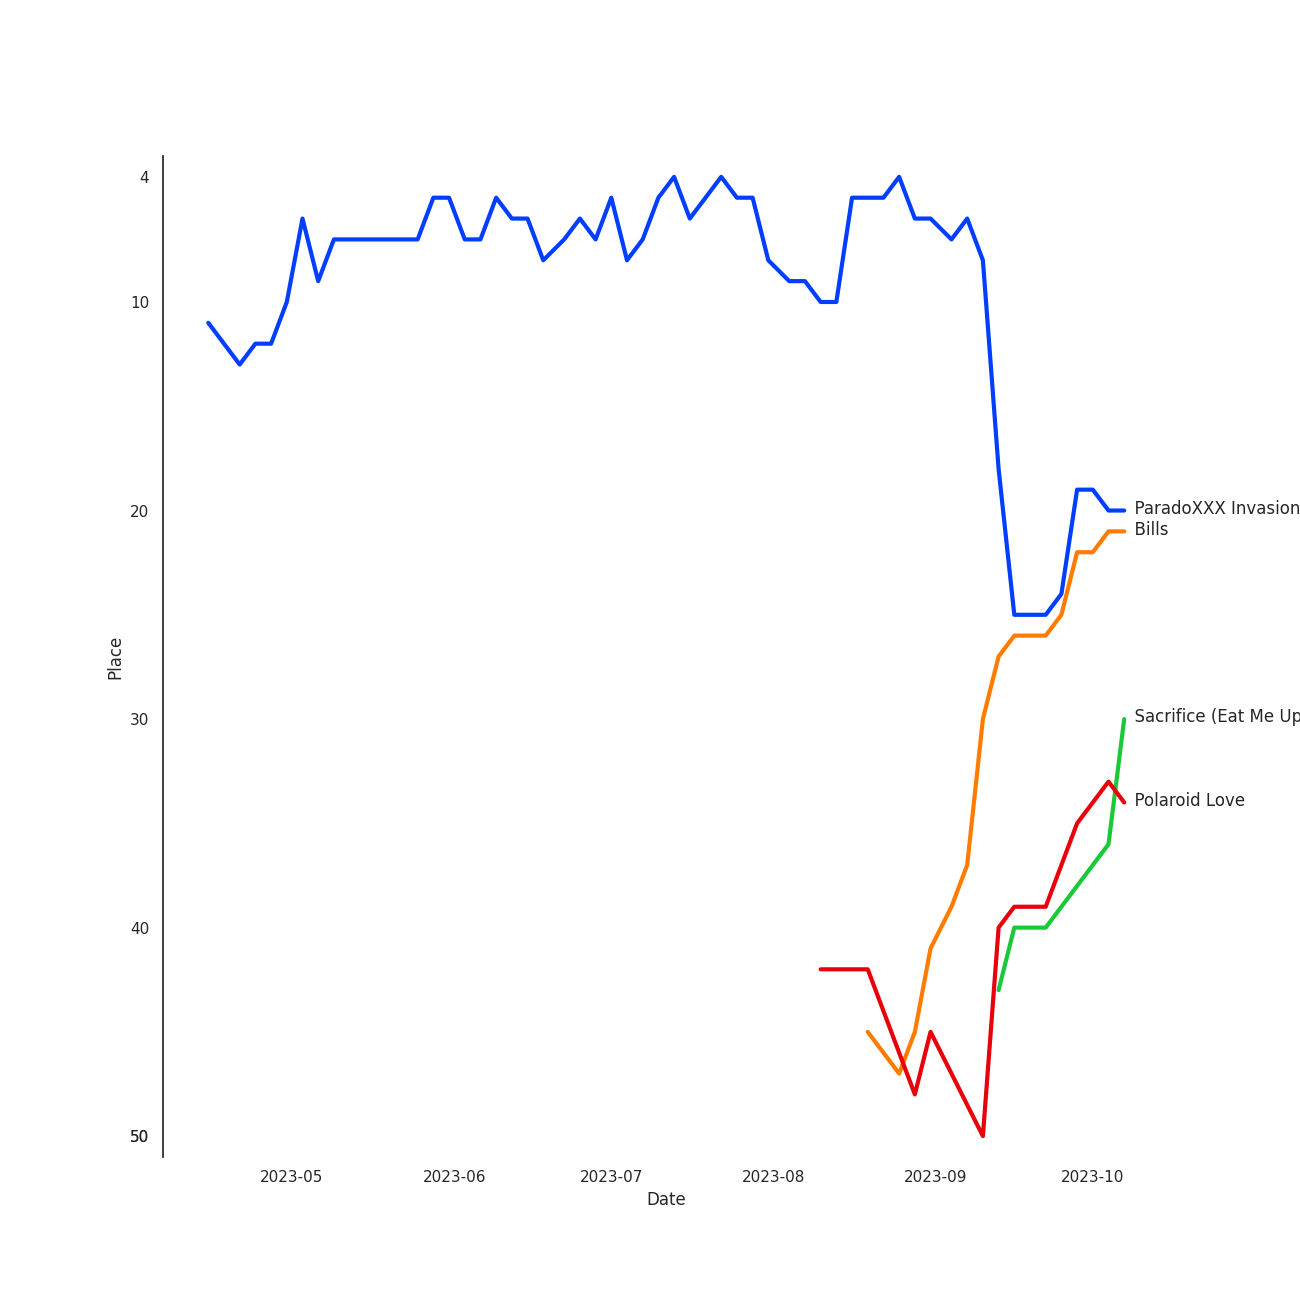 4
10
20
30
40
50
Place
ParadoXXX Invasion
Bills
Sacrifice (Eat Me Up
Polaroid Love
2023-05
2023-06
2023-07
2023-08
2023-09
2023-10
Date